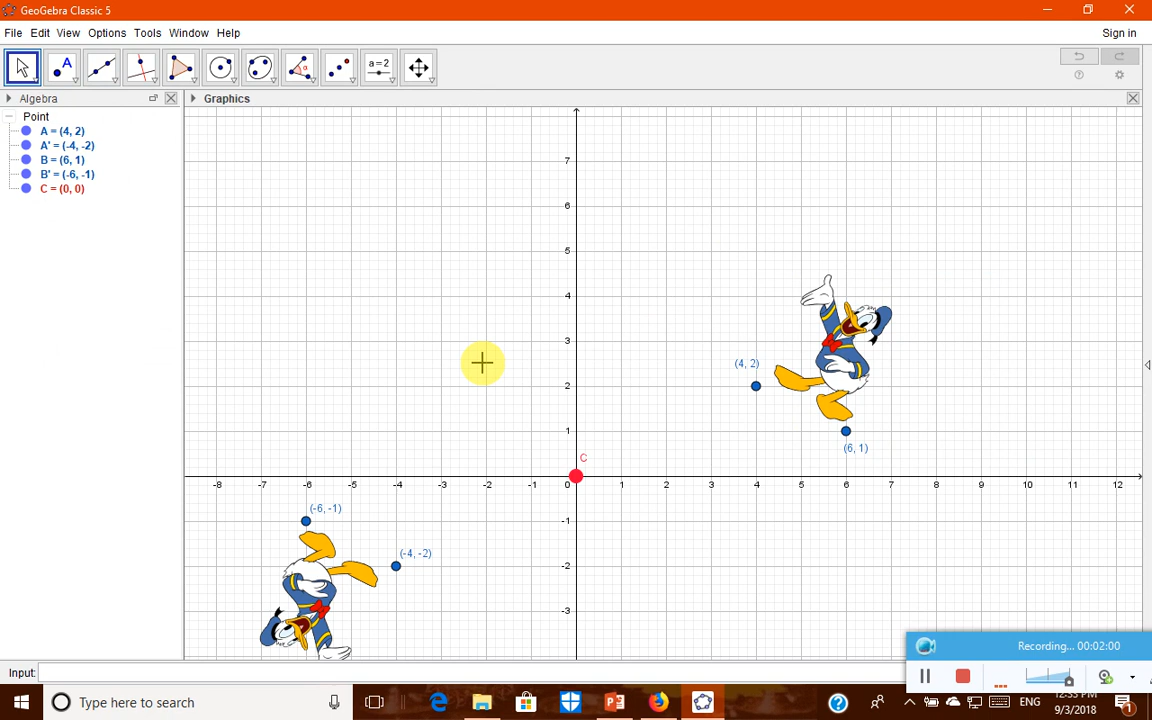 GeoGebra Classic 5
File Edit View Options Tools Window Help
Sign in
A
α
a=2
Algebra
Graphics
Point
A = (4, 2)
A' = (-4, -2)
B = (6, 1)
B' = (-6, -1)
C = (0, 0)
7
6
5
4
3
(4, 2)
2
1
(6, 1)
C
-8 -7 -6 -5 -4 -3 -2 -1 0 1 2 3 4 5 6 7 8 9 10 11 12
(-6, -1)
-1
(-4, -2)
-2
-3
Recording... 00:02:00
Input:
Type here to search
ENG
12:33 PM
9/3/2018
1